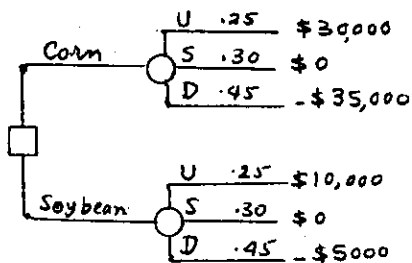 U .25 $30,000
Corn S .30 $0
D .45 -$35,000
U .25 $10,000
Soybean S .30 $0
D .45 -$5000